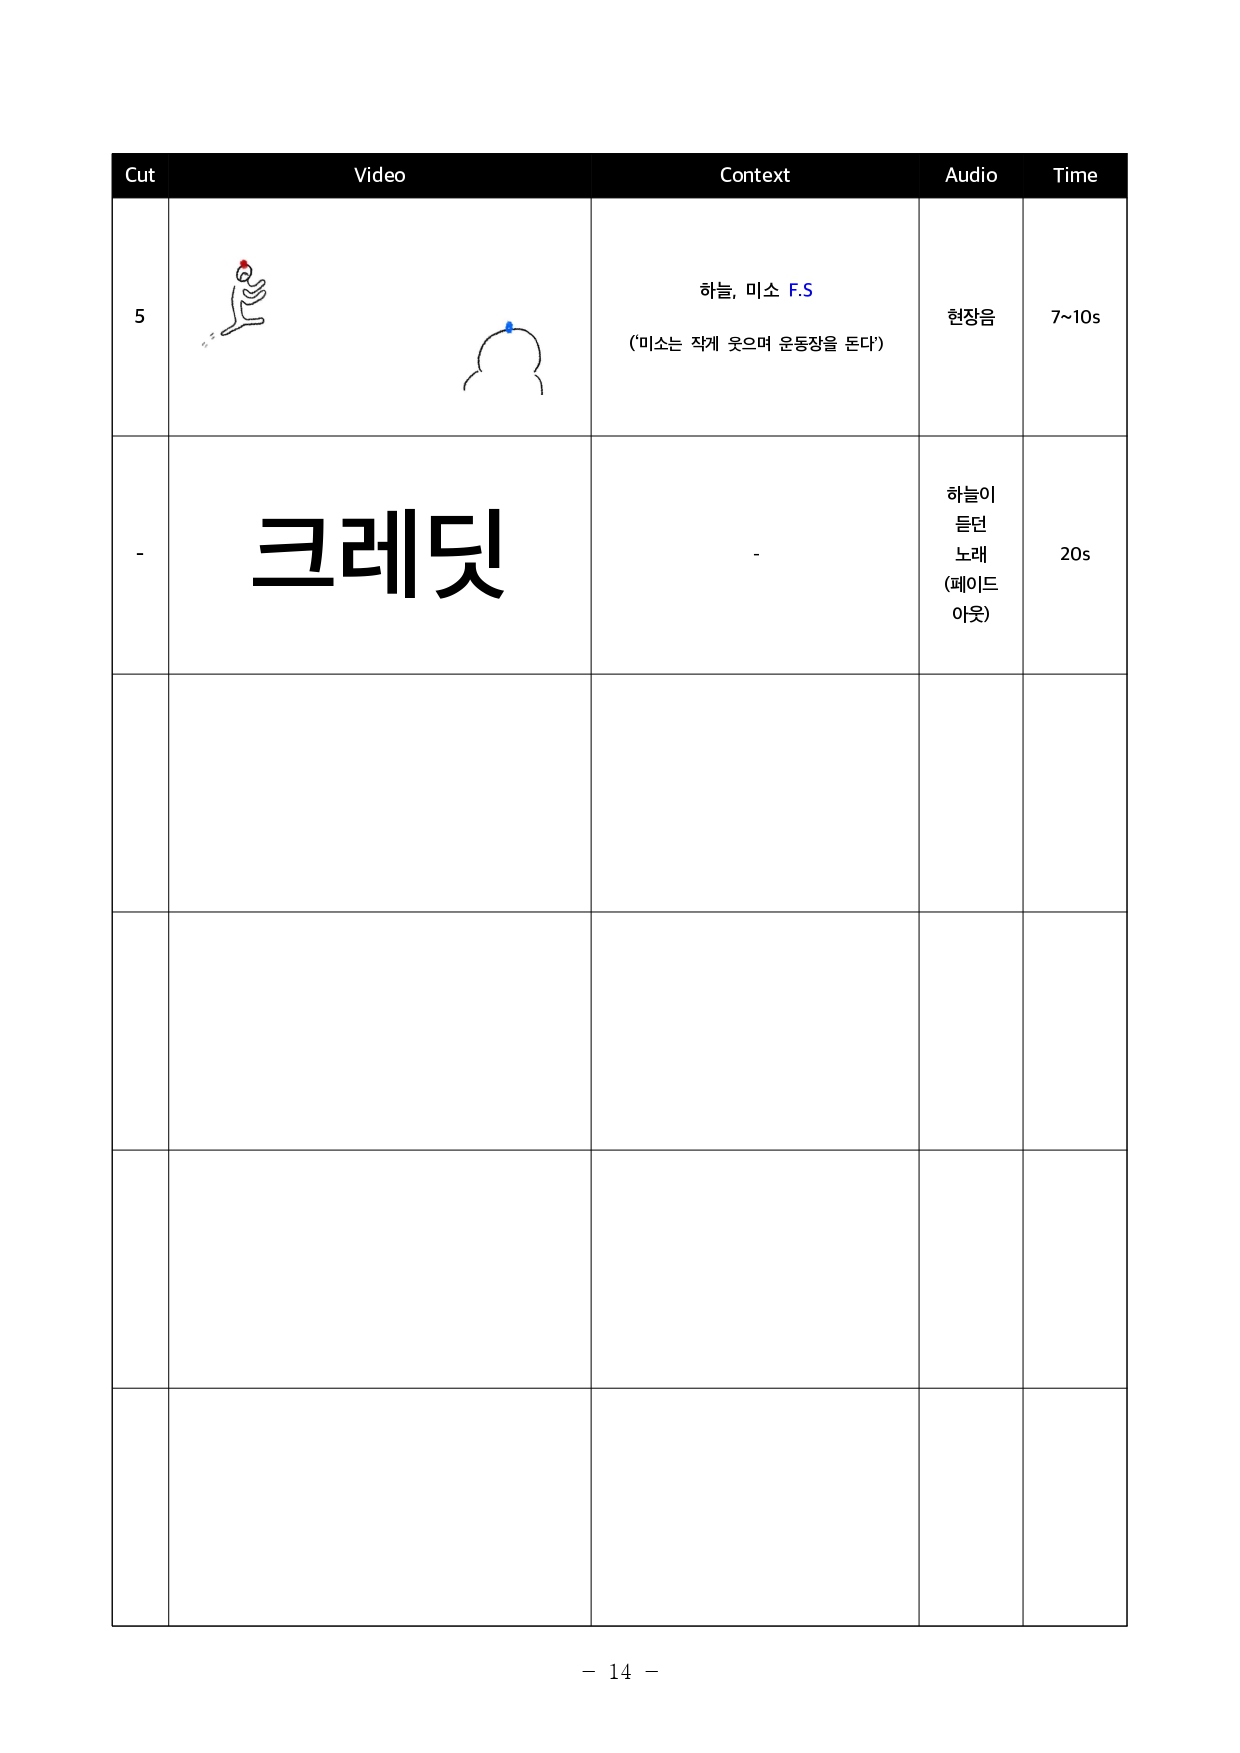 Cut Video Context Audio Time
5
하늘, 미소 F.S
(‘미소는 작게 웃으며 운동장을 돈다’)
현장음
7~10s
-
크레딧
-
하늘이
듣던
노래
(페이드
아웃)
20s
- 14 -